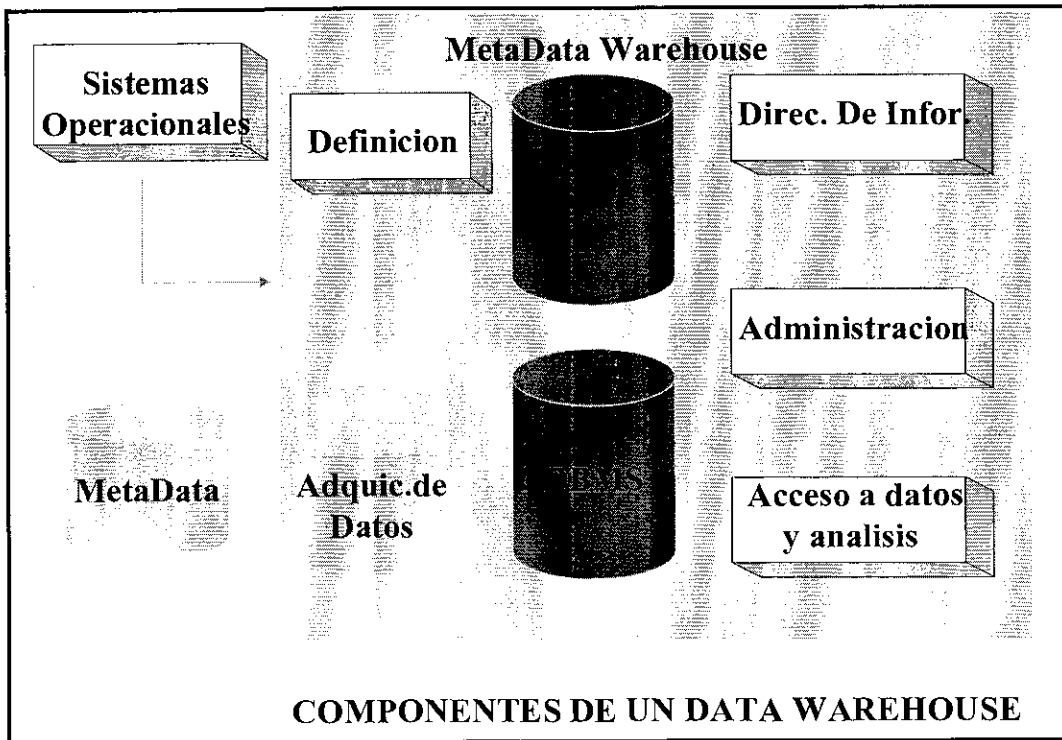 MetaData Warehouse
Sistemas
Operacionales
Definicion
Direc. De Infor.
Administracion
MetaData
Adquic.de
Datos
Acceso a datos
y analisis
COMPONENTES DE UN DATA WAREHOUSE